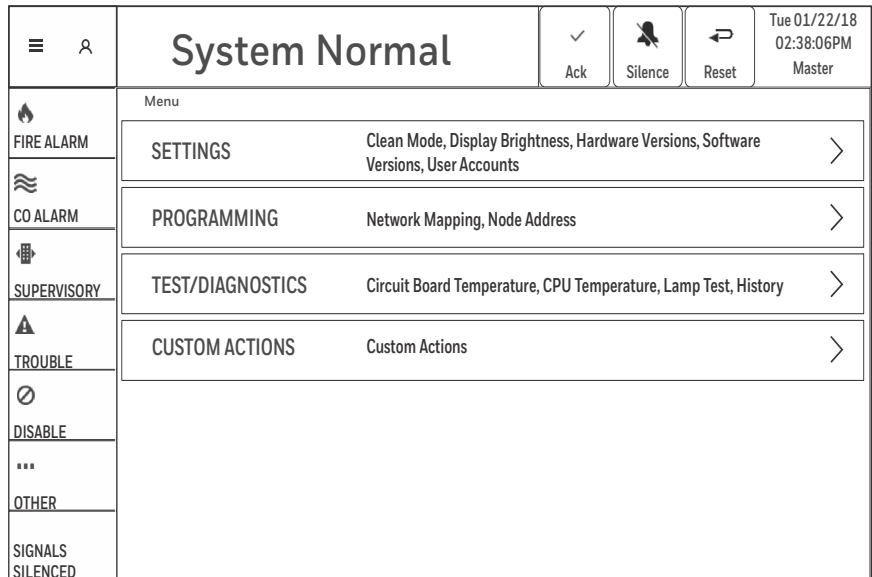 System Normal
Ack
Silence
Reset
Tue 01/22/18
02:38:06PM
Master
FIRE ALARM
CO ALARM
SUPERVISORY
TROUBLE
DISABLE
OTHER
SIGNALS
SILENCED
Menu
SETTINGS
Clean Mode, Display Brightness, Hardware Versions, Software
Versions, User Accounts
PROGRAMMING
Network Mapping, Node Address
TEST/DIAGNOSTICS
Circuit Board Temperature, CPU Temperature, Lamp Test, History
CUSTOM ACTIONS
Custom Actions